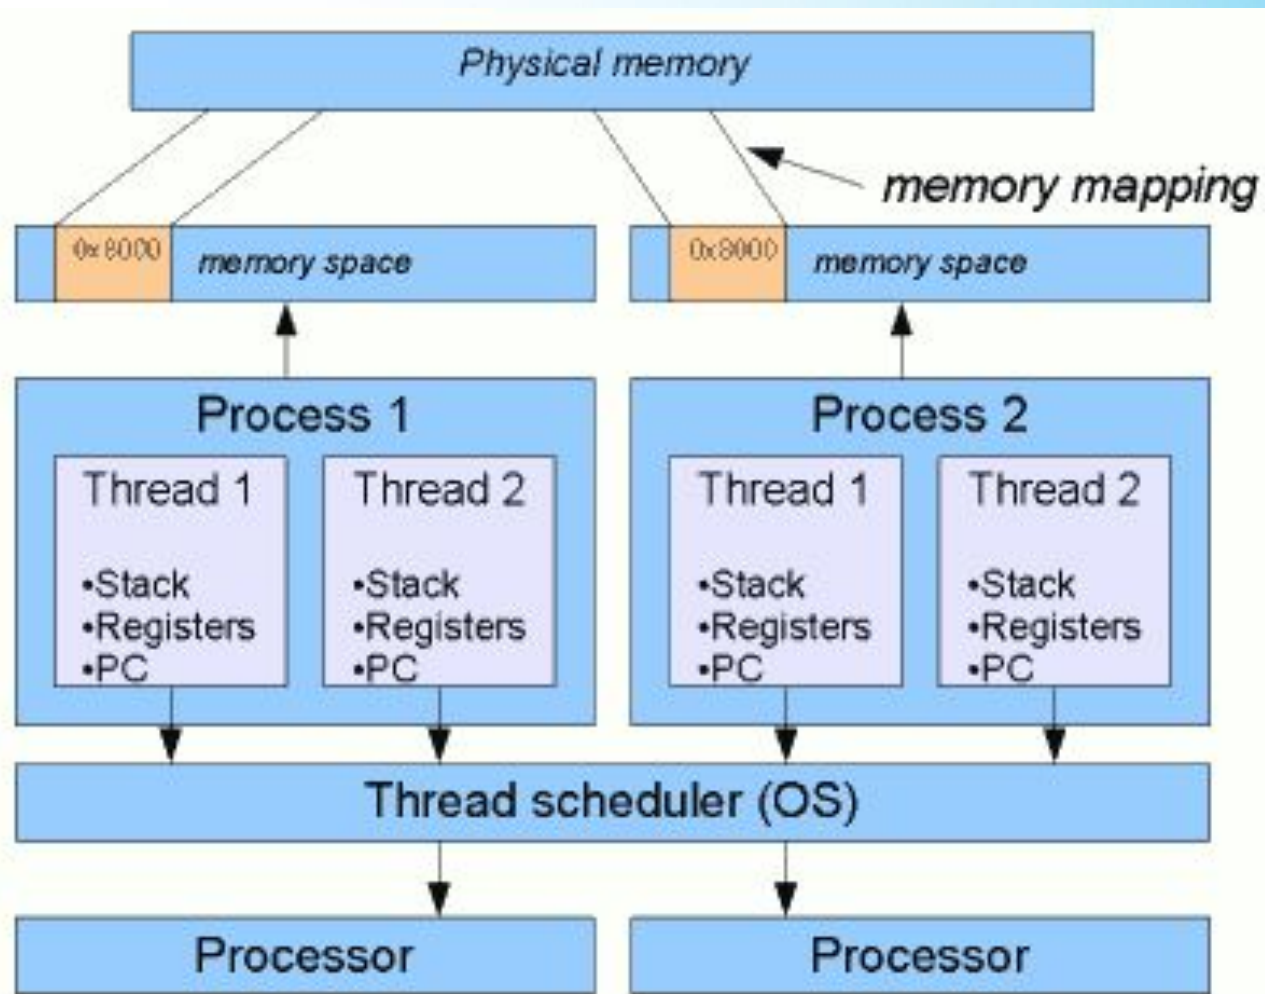 Physical memory
memory mapping
0x8000
memory space
0x8000
memory space
Process 1
Process 2
Thread 1
Thread 2
Thread 1
Thread 2
•Stack
•Stack
•Stack
•Stack
•Registers
•Registers
•Registers
•Registers
•PC
•PC
•PC
•PC
Thread scheduler (OS)
Processor
Processor